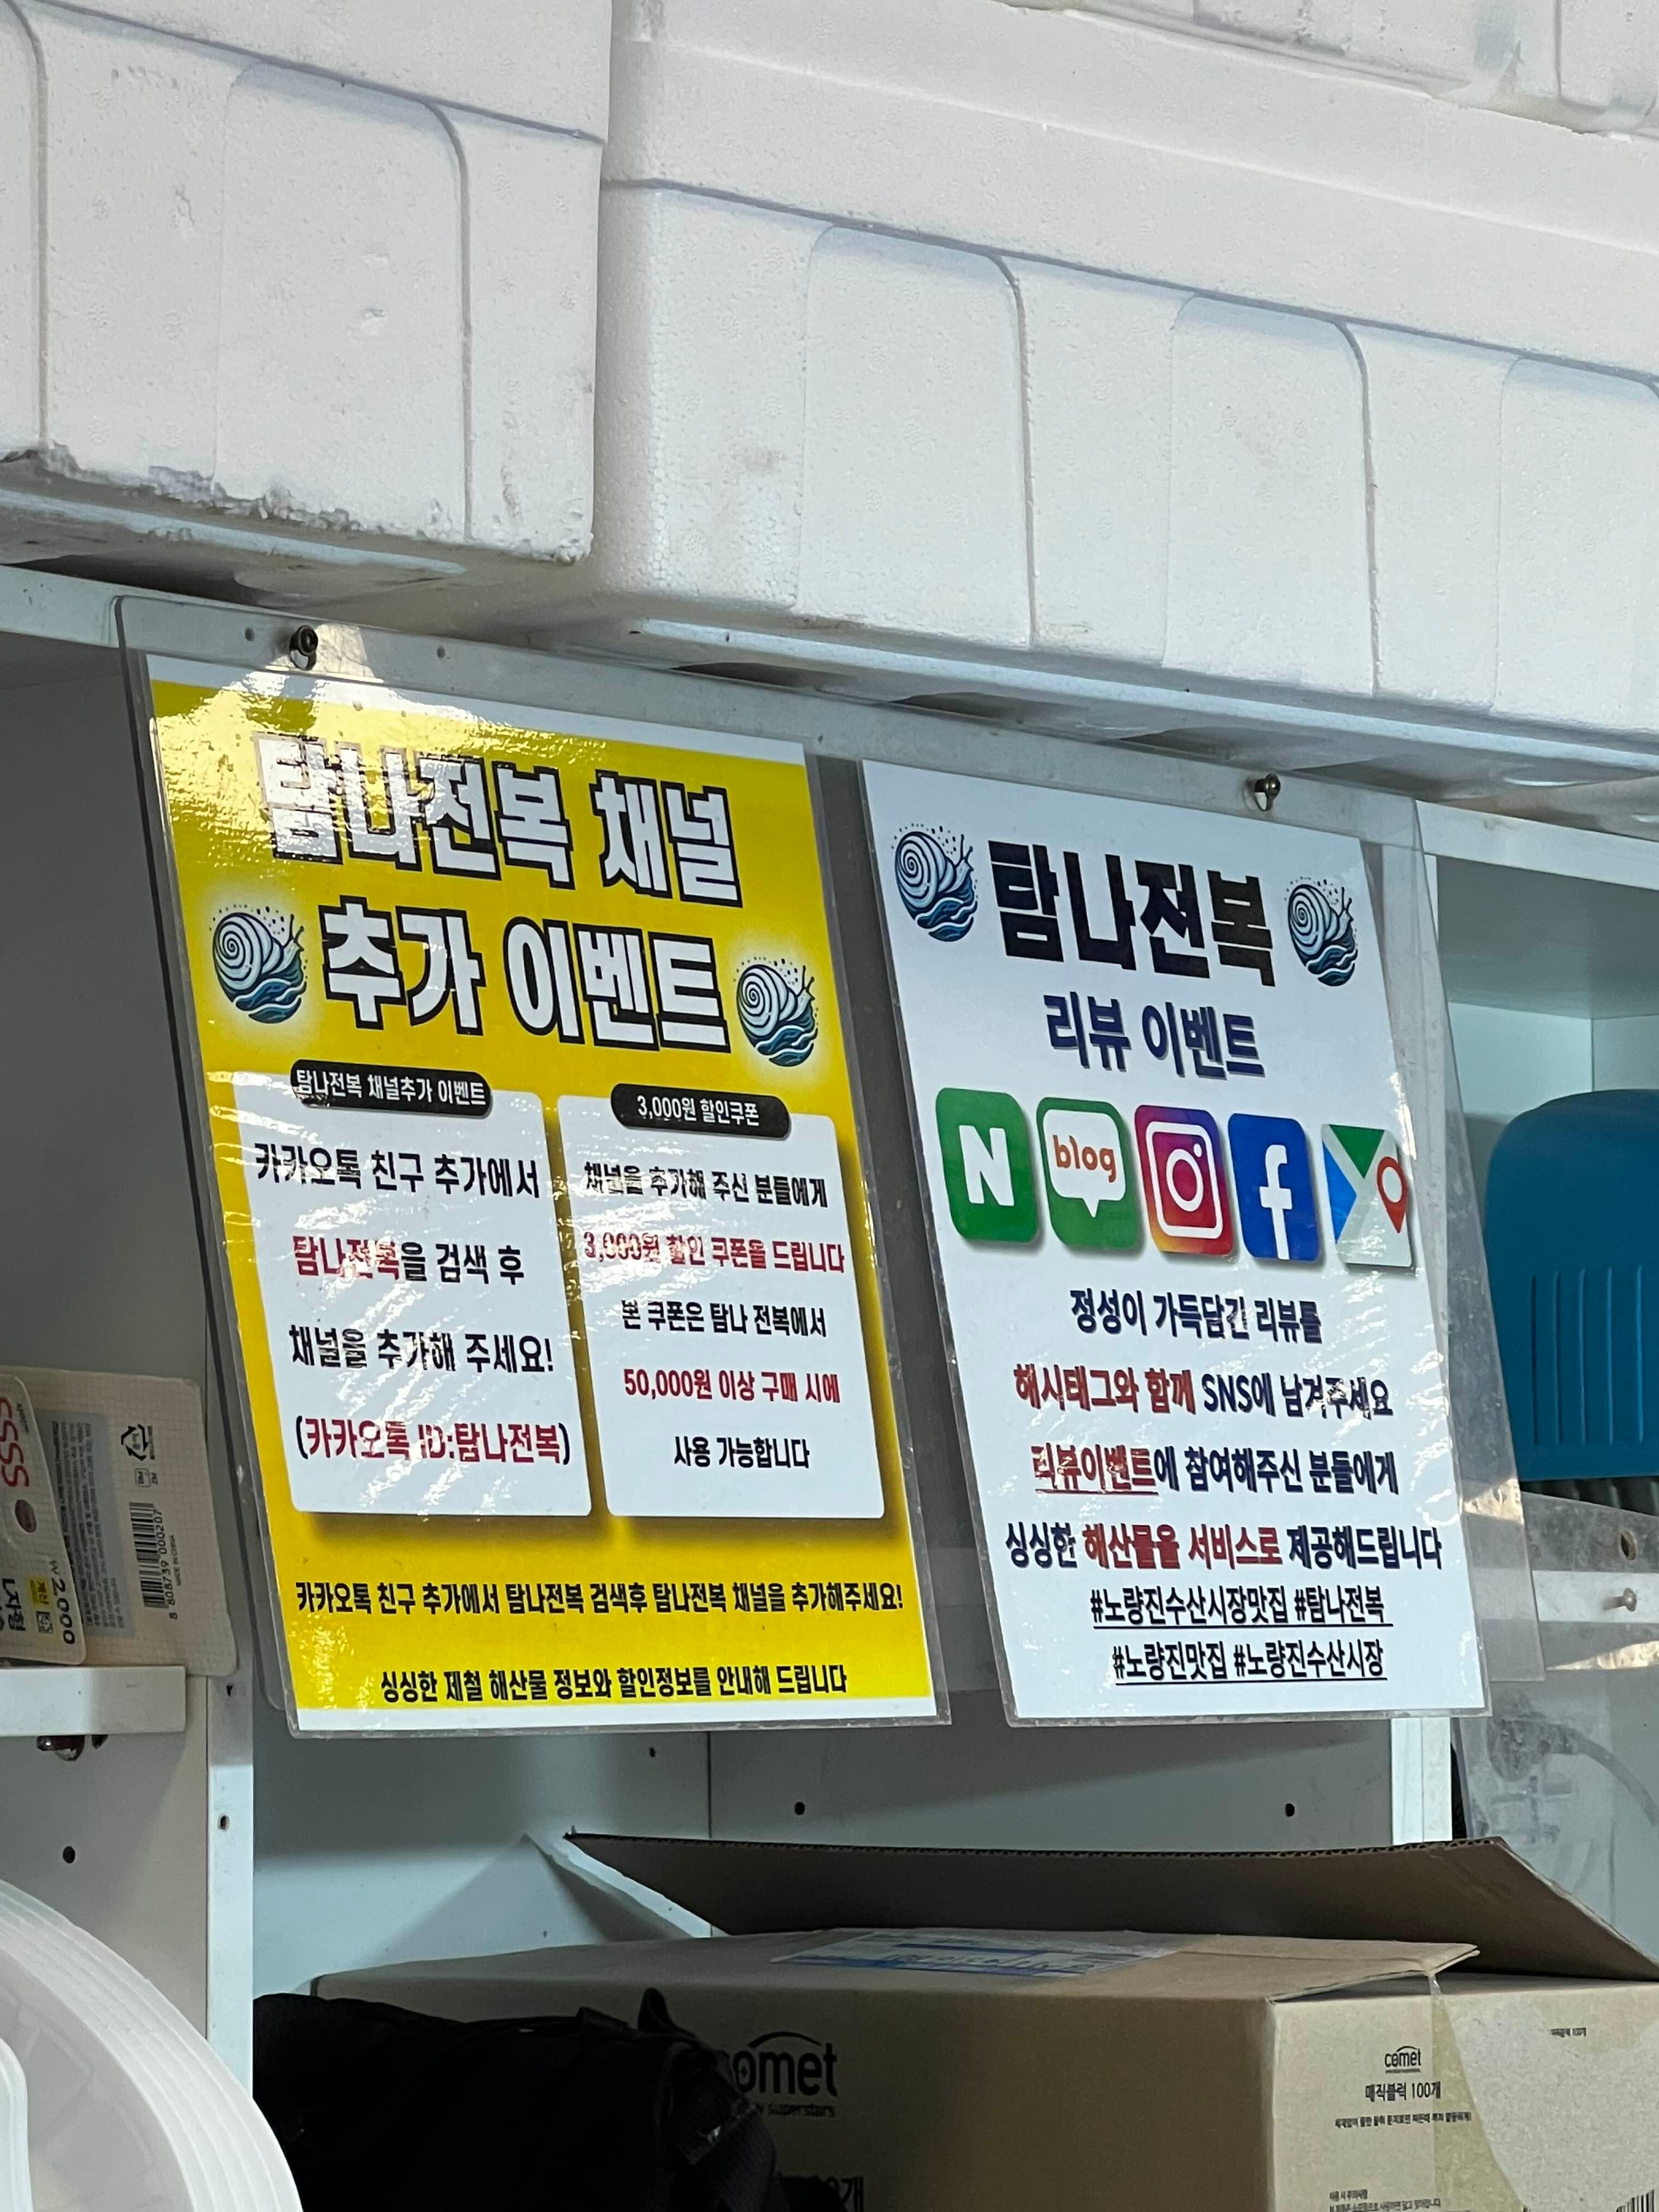 탐나전복 채널
추가 이벤트
탐나전복 채널추가 이벤트
카카오톡 친구 추가에서
탐나전복을 검색 후
채널을 추가해 주세요!
(카카오톡 ID:탐나전복)
3,000원 할인쿠폰
채널을 추가해 주신 분들에게
3,000원 할인 쿠폰을 드립니다
본 쿠폰은 탐나 전복에서
50,000원 이상 구매 시에
사용 가능합니다
카카오톡 친구 추가에서 탐나전복 검색후 탐나전복 채널을 추가해주세요!
싱싱한 제철 해산물 정보와 할인정보를 안내해 드립니다
탐나전복
리뷰 이벤트
N
blog
f
정성이 가득담긴 리뷰를
해시태그와 함께 SNS에 남겨주세요
리뷰이벤트에 참여해주신 분들에게
싱싱한 해산물을 서비스로 제공해드립니다
#노량진수산시장맛집 #탐나전복
#노량진맛집 #노량진수산시장
₩2,000
8 808739 000207
comet
superstars
comet
매직블럭 100개